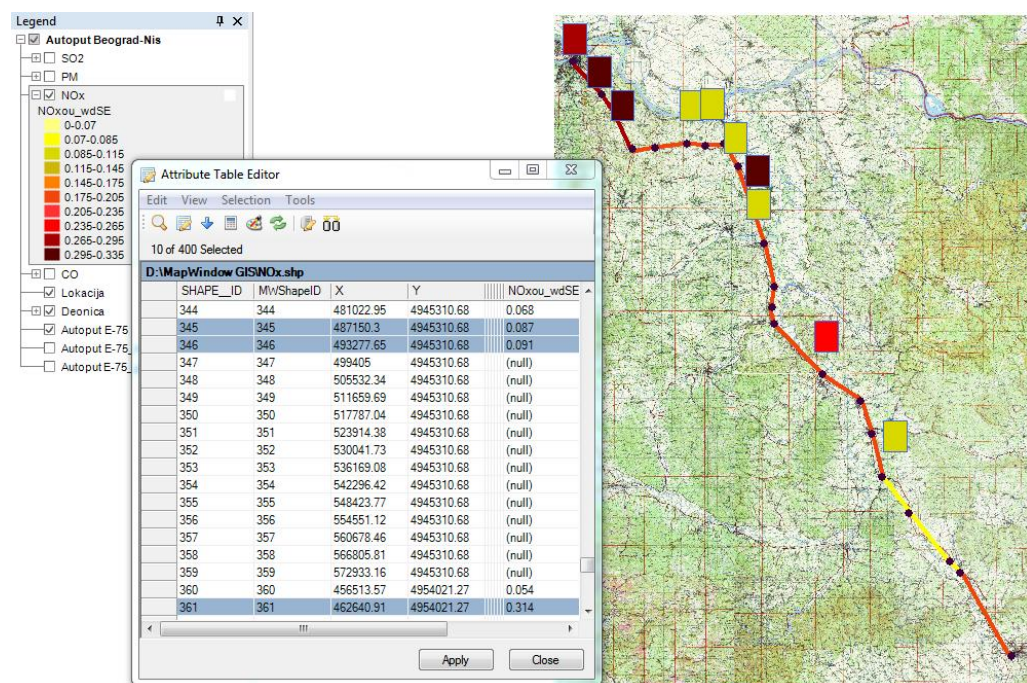 Legend
Autoput Beograd-Nis
SO2
PM
NOx
NOxou_wdSE
0-0.07
0.07-0.085
0.085-0.115
0.115-0.145
0.145-0.175
0.175-0.205
0.205-0.235
0.235-0.265
0.265-0.295
0.295-0.335
CO
Lokacija
Deonica
Autoput E-75
Autoput E-75_
Autoput E-75_
Attribute Table Editor
Edit View Selection Tools
10 of 400 Selected
D:\MapWindow GIS\NOx.shp
SHAPE__ID MWShapeID X Y NOxou_wdSE
344 344 481022.95 4945310.68 0.068
345 345 487150.3 4945310.68 0.087
346 346 493277.65 4945310.68 0.091
347 347 499405 4945310.68 (null)
348 348 505532.34 4945310.68 (null)
349 349 511659.69 4945310.68 (null)
350 350 517787.04 4945310.68 (null)
351 351 523914.38 4945310.68 (null)
352 352 530041.73 4945310.68 (null)
353 353 536169.08 4945310.68 (null)
354 354 542296.42 4945310.68 (null)
355 355 548423.77 4945310.68 (null)
356 356 554551.12 4945310.68 (null)
357 357 560678.46 4945310.68 (null)
358 358 566805.81 4945310.68 (null)
359 359 572933.16 4945310.68 (null)
360 360 456513.57 4954021.27 0.054
361 361 462640.91 4954021.27 0.314
Apply Close